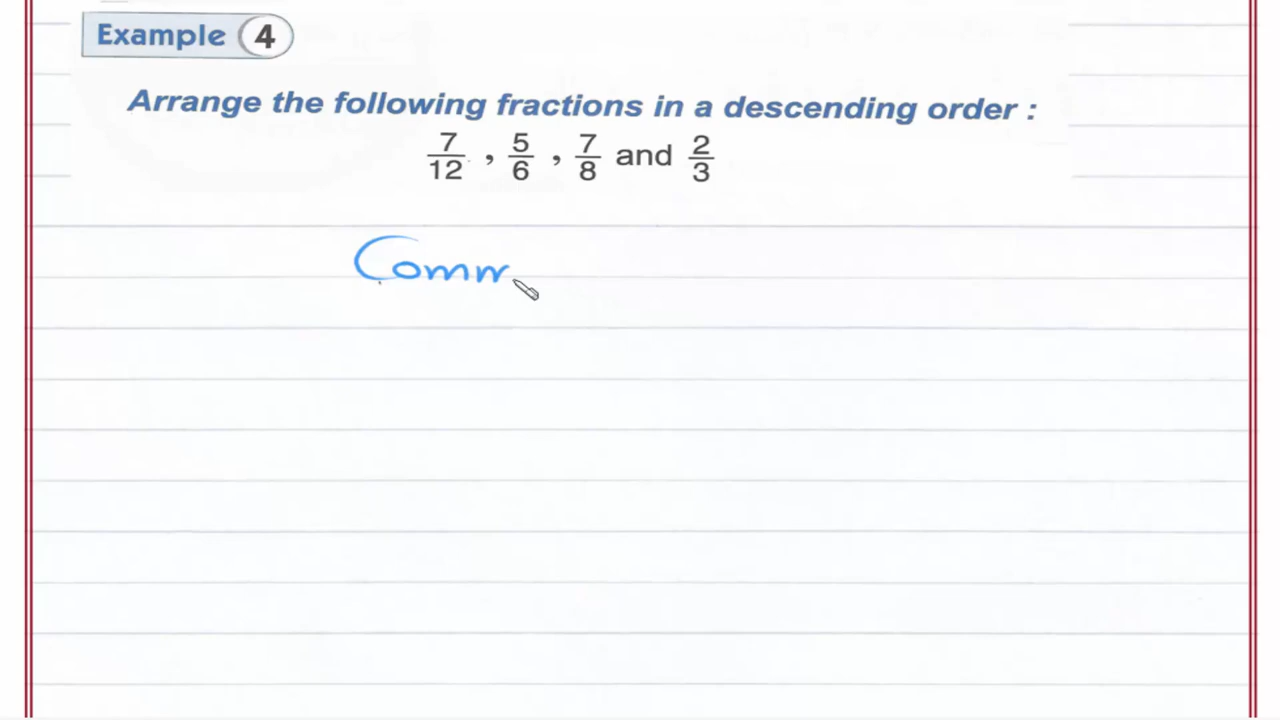 Example 4
Arrange the following fractions in a descending order :
7/12 , 5/6 , 7/8 and 2/3
Comm